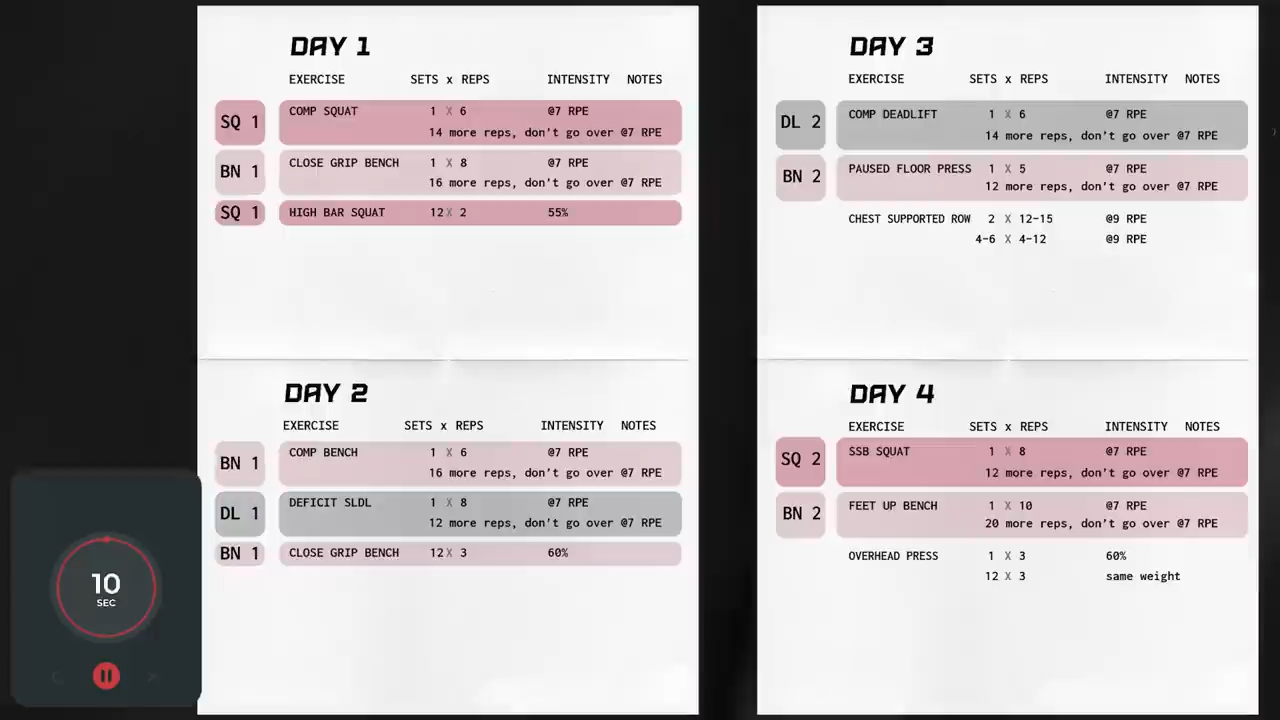 DAY 1
EXERCISE SETS x REPS INTENSITY NOTES
SQ 1 COMP SQUAT 1 X 6 @7 RPE
14 more reps, don't go over @7 RPE
BN 1 CLOSE GRIP BENCH 1 X 8 @7 RPE
16 more reps, don't go over @7 RPE
SQ 1 HIGH BAR SQUAT 12 X 2 55%
DAY 2
EXERCISE SETS x REPS INTENSITY NOTES
BN 1 COMP BENCH 1 X 6 @7 RPE
16 more reps, don't go over @7 RPE
DL 1 DEFICIT SLDL 1 X 8 @7 RPE
12 more reps, don't go over @7 RPE
BN 1 CLOSE GRIP BENCH 12 X 3 60%
DAY 3
EXERCISE SETS x REPS INTENSITY NOTES
DL 2 COMP DEADLIFT 1 X 6 @7 RPE
14 more reps, don't go over @7 RPE
BN 2 PAUSED FLOOR PRESS 1 X 5 @7 RPE
12 more reps, don't go over @7 RPE
CHEST SUPPORTED ROW 2 X 12-15 @9 RPE
4-6 X 4-12 @9 RPE
DAY 4
EXERCISE SETS x REPS INTENSITY NOTES
SQ 2 SSB SQUAT 1 X 8 @7 RPE
12 more reps, don't go over @7 RPE
BN 2 FEET UP BENCH 1 X 10 @7 RPE
20 more reps, don't go over @7 RPE
OVERHEAD PRESS 1 X 3 60%
12 X 3 same weight
10
SEC